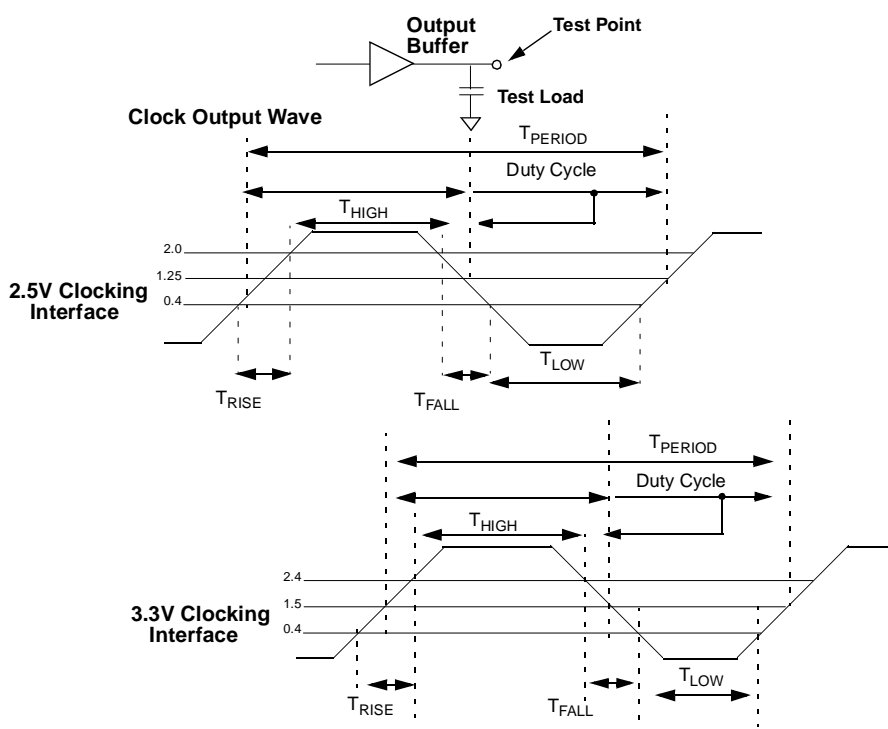 Output
Buffer
Test Point
Test Load
Clock Output Wave
TPERIOD
Duty Cycle
THIGH
2.0
1.25
0.4
2.5V Clocking
Interface
TLOW
TRISE
TFALL
TPERIOD
Duty Cycle
THIGH
2.4
1.5
0.4
3.3V Clocking
Interface
TLOW
TRISE
TFALL